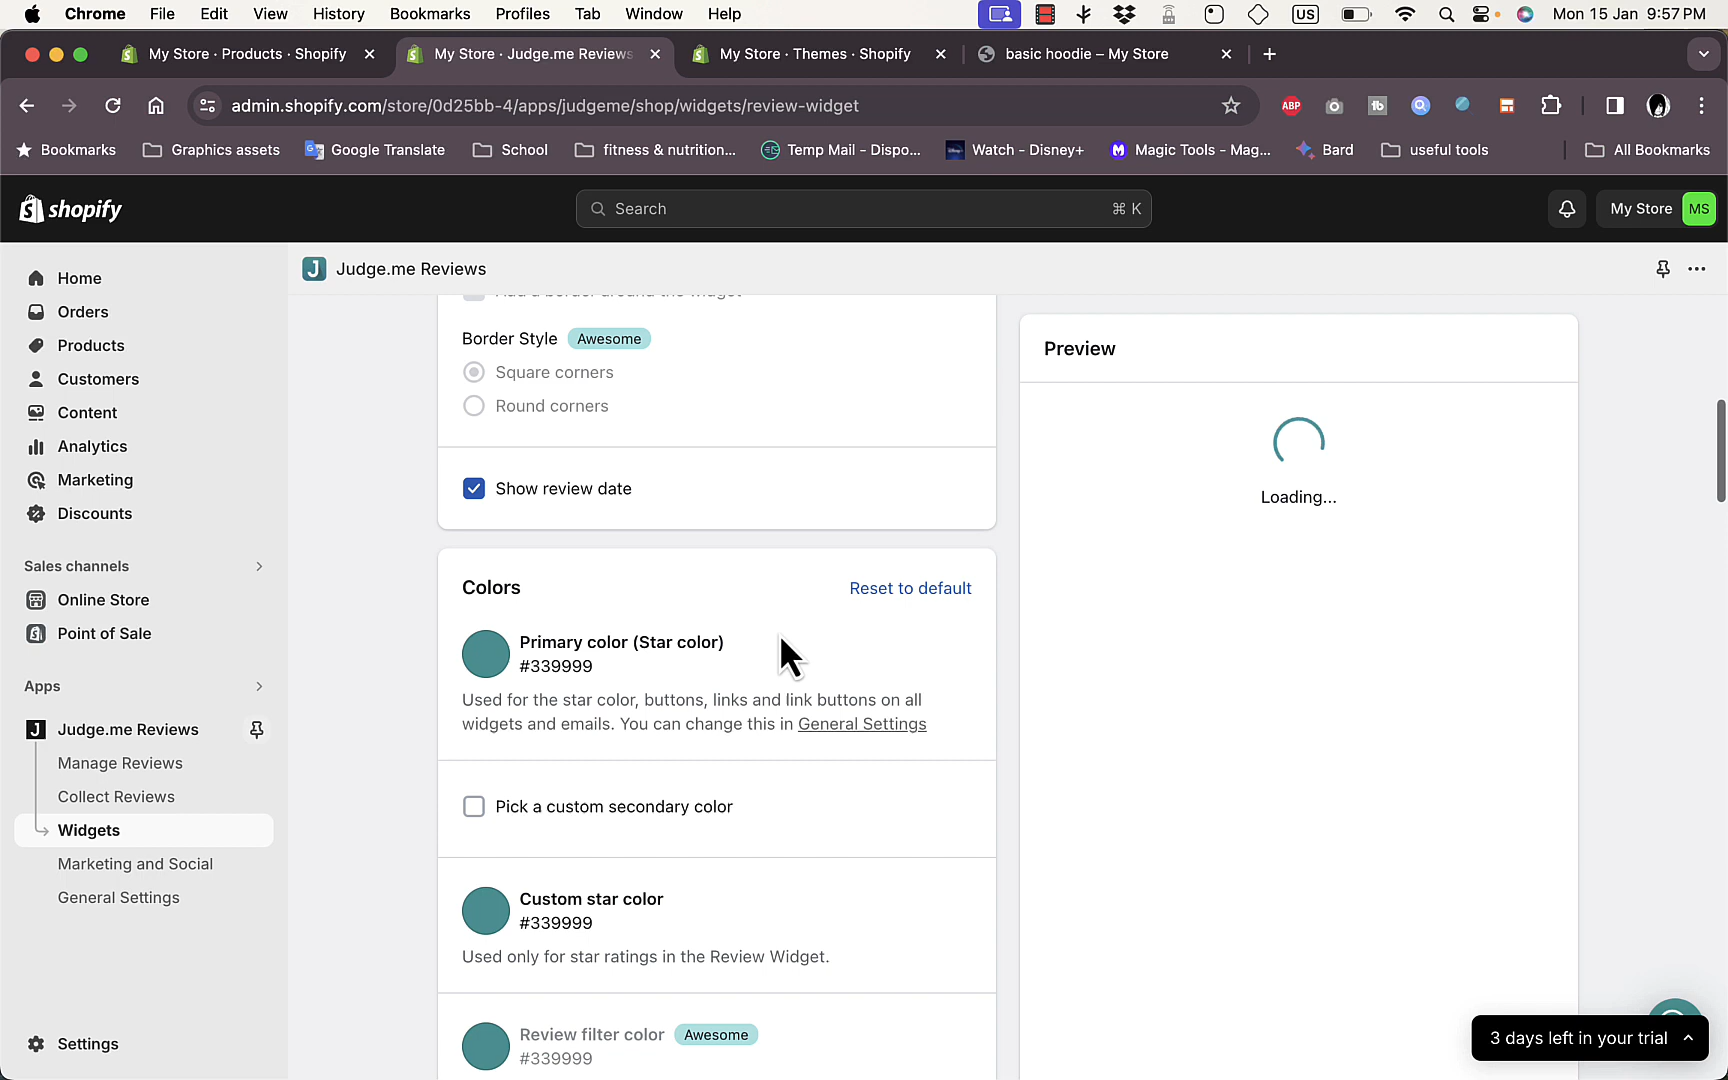 Chrome File Edit View History Bookmarks Profiles Tab Window Help US Mon 15 Jan 9:57 PM
My Store · Products · Shopify My Store · Judge.me Reviews My Store · Themes · Shopify basic hoodie – My Store
admin.shopify.com/store/0d25bb-4/apps/judgeme/shop/widgets/review-widget ABP tb
Bookmarks Graphics assets Google Translate School fitness & nutrition... Temp Mail - Dispo... Watch - Disney+ Magic Tools - Mag... Bard useful tools All Bookmarks
shopify Search ⌘ K My Store MS
Home
Orders
Products
Customers
Content
Analytics
Marketing
Discounts
Sales channels
Online Store
Point of Sale
Apps
Judge.me Reviews
Manage Reviews
Collect Reviews
Widgets
Marketing and Social
General Settings
Settings
J Judge.me Reviews
Add a border around the widget
Border Style Awesome
Square corners
Round corners
Show review date
Colors Reset to default
Primary color (Star color)
#339999
Used for the star color, buttons, links and link buttons on all
widgets and emails. You can change this in General Settings
Pick a custom secondary color
Custom star color
#339999
Used only for star ratings in the Review Widget.
Review filter color Awesome
#339999
Preview
Loading...
3 days left in your trial